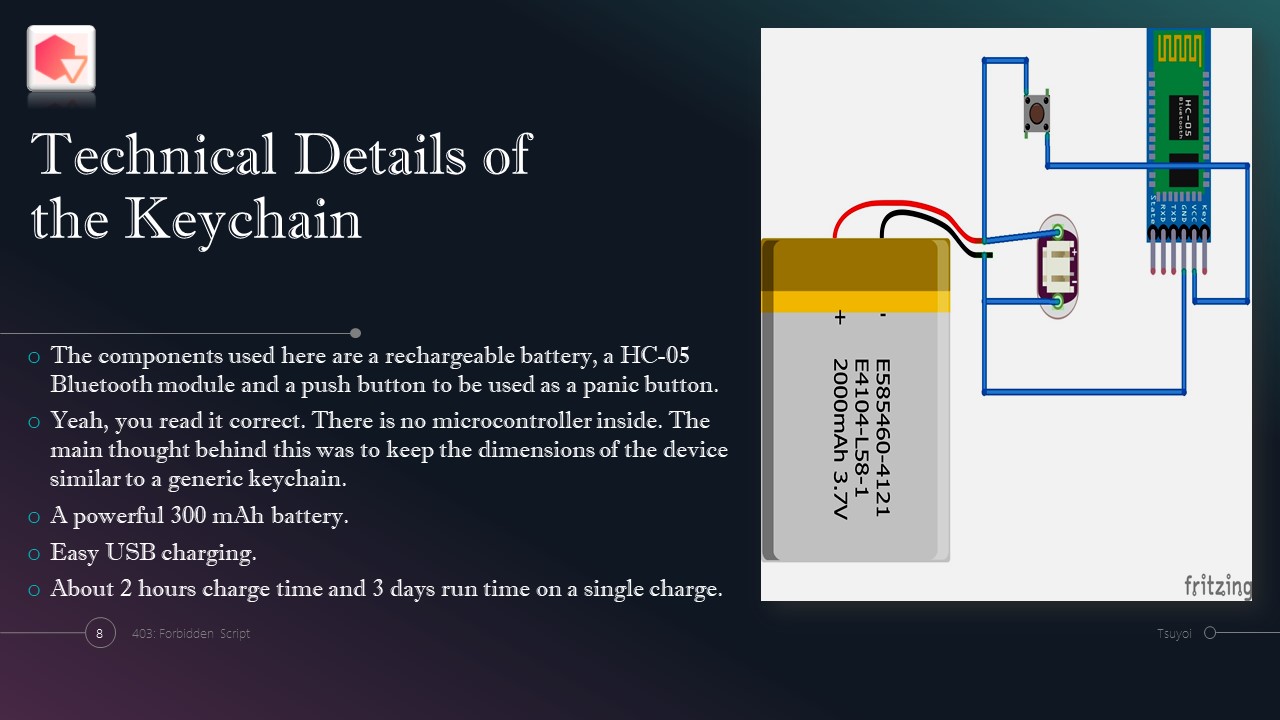 Technical Details of
the Keychain
The components used here are a rechargeable battery, a HC-05
Bluetooth module and a push button to be used as a panic button.
Yeah, you read it correct. There is no microcontroller inside. The
main thought behind this was to keep the dimensions of the device
similar to a generic keychain.
A powerful 300 mAh battery.
Easy USB charging.
About 2 hours charge time and 3 days run time on a single charge.
HC-05
Bluetooth
State
RXD
TXD
GND
VCC
Key
+
-
+ -
E585460-4121
E4104-L58-1
2000mAh 3.7V
fritzing
8
403: Forbidden Script
Tsuyoi